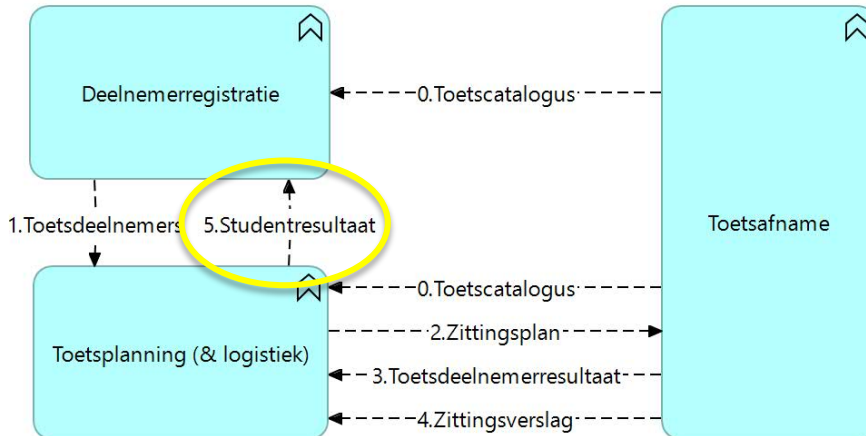 Deelnemerregistratie
0.Toetscatalogus
1.Toetsdeelnemers
5.Studentresultaat
Toetsafname
0.Toetscatalogus
2.Zittingsplan
Toetsplanning (& logistiek)
3.Toetsdeelnemerresultaat
4.Zittingsverslag